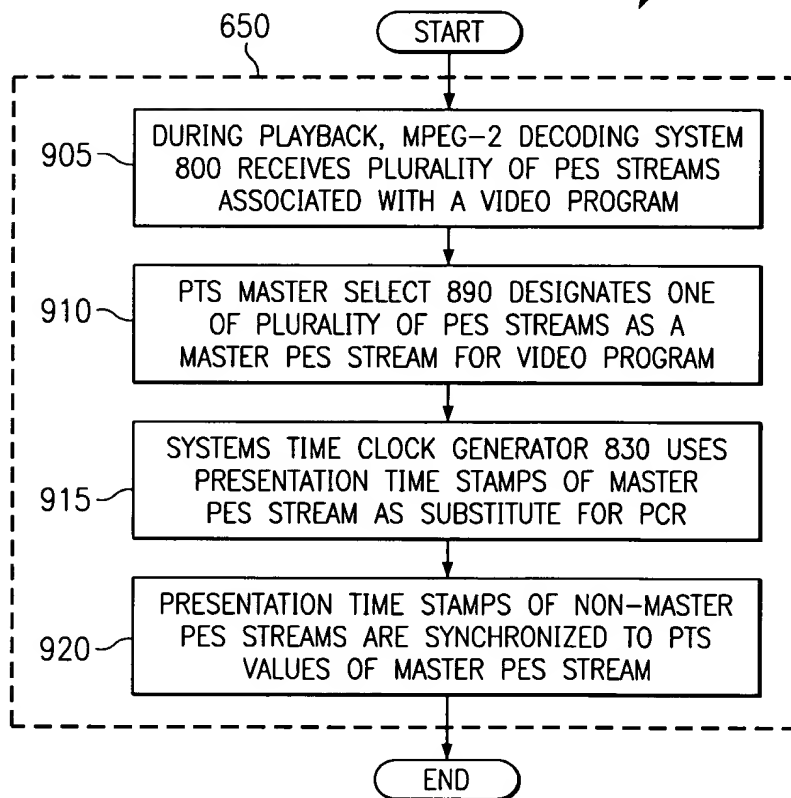 START
650
905
DURING PLAYBACK, MPEG-2 DECODING SYSTEM
800 RECEIVES PLURALITY OF PES STREAMS
ASSOCIATED WITH A VIDEO PROGRAM
910
PTS MASTER SELECT 890 DESIGNATES ONE
OF PLURALITY OF PES STREAMS AS A
MASTER PES STREAM FOR VIDEO PROGRAM
915
SYSTEMS TIME CLOCK GENERATOR 830 USES
PRESENTATION TIME STAMPS OF MASTER
PES STREAM AS SUBSTITUTE FOR PCR
920
PRESENTATION TIME STAMPS OF NON-MASTER
PES STREAMS ARE SYNCHRONIZED TO PTS
VALUES OF MASTER PES STREAM
END